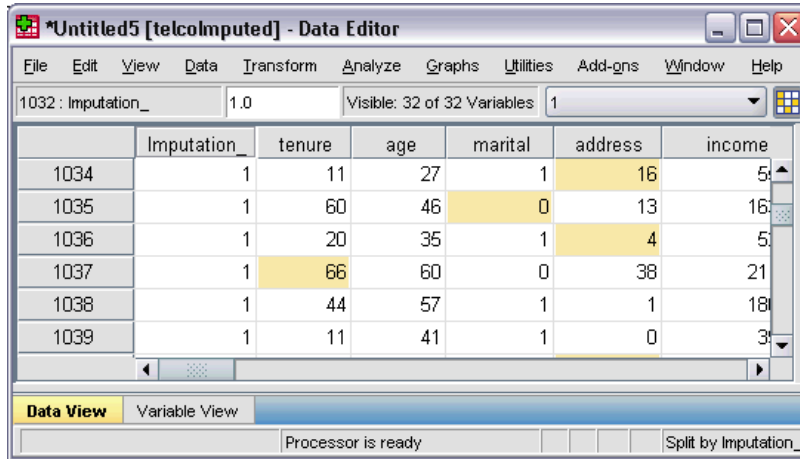 *Untitled5 [telcoImputed] - Data Editor
File Edit View Data Transform Analyze Graphs Utilities Add-ons Window Help
1032 : Imputation_ 1.0 Visible: 32 of 32 Variables 1
Imputation_ tenure age marital address income
1034 1 11 27 1 16
1035 1 60 46 0 13
1036 1 20 35 1 4
1037 1 66 60 0 38 21
1038 1 44 57 1 1
1039 1 11 41 1 0
Data View Variable View
Processor is ready Split by Imputation_